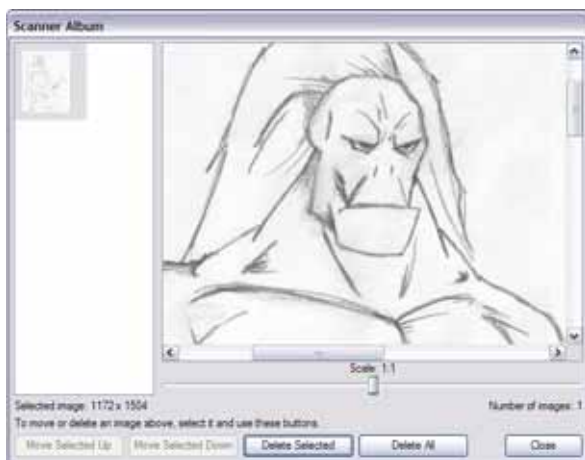 Scanner Album
Scale: 1:1
Selected image: 1172 x 1504
Number of images: 1
To move or delete an image above, select it and use these buttons.
Move Selected Up
Move Selected Down
Delete Selected
Delete All
Close